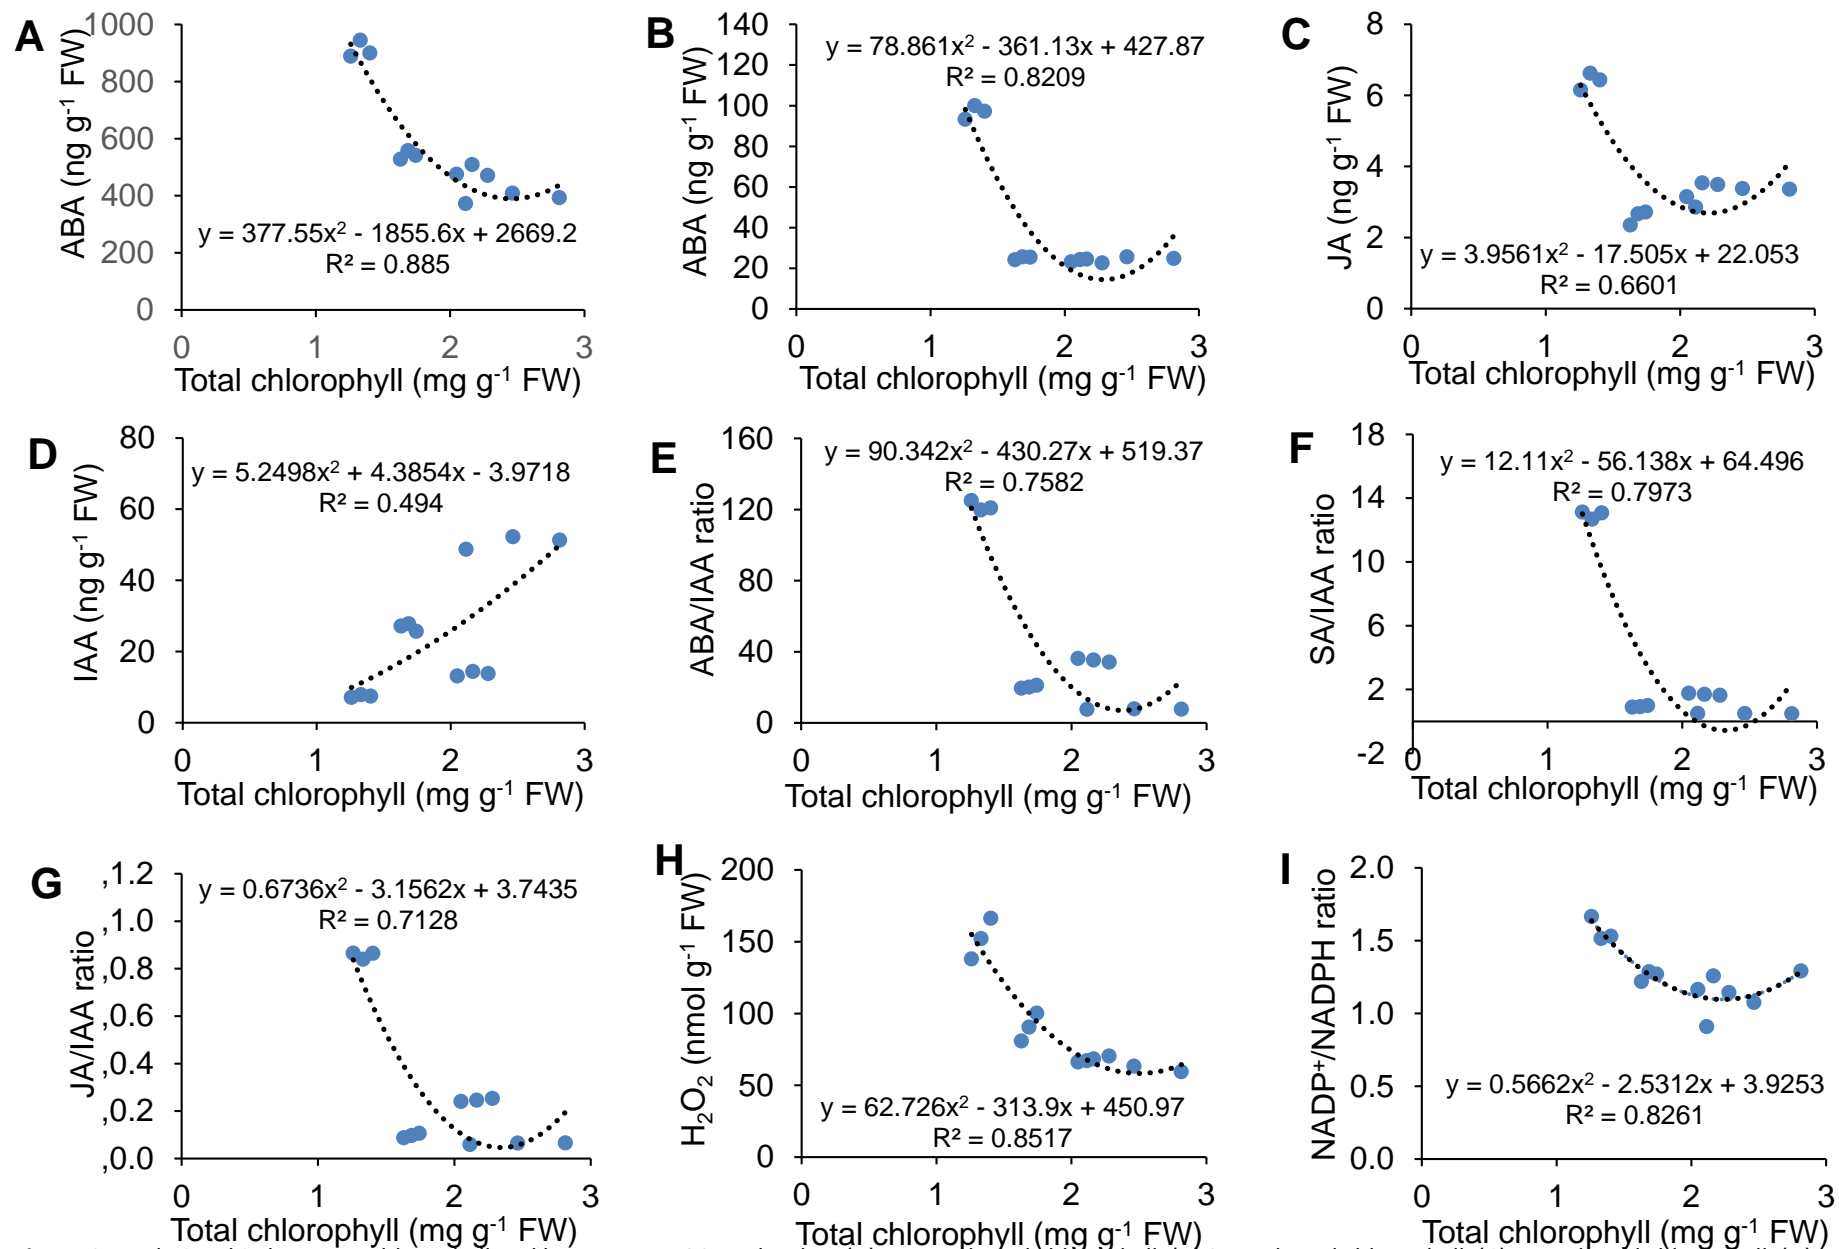 A
ABA (ng g⁻¹ FW)
1000
800
600
400
200
0
y = 377.55x² - 1855.6x + 2669.2
R² = 0.885
0 1 2 3
Total chlorophyll (mg g⁻¹ FW)
B
ABA (ng g⁻¹ FW)
140
120
100
80
60
40
20
0
y = 78.861x² - 361.13x + 427.87
R² = 0.8209
0 1 2 3
Total chlorophyll (mg g⁻¹ FW)
C
JA (ng g⁻¹ FW)
8
6
4
2
0
y = 3.9561x² - 17.505x + 22.053
R² = 0.6601
0 1 2 3
Total chlorophyll (mg g⁻¹ FW)
D
IAA (ng g⁻¹ FW)
80
60
40
20
0
y = 5.2498x² + 4.3854x - 3.9718
R² = 0.494
0 1 2 3
Total chlorophyll (mg g⁻¹ FW)
E
ABA/IAA ratio
160
120
80
40
0
y = 90.342x² - 430.27x + 519.37
R² = 0.7582
0 1 2 3
Total chlorophyll (mg g⁻¹ FW)
F
SA/IAA ratio
18
14
10
6
2
-2
y = 12.11x² - 56.138x + 64.496
R² = 0.7973
0 1 2 3
Total chlorophyll (mg g⁻¹ FW)
G
JA/IAA ratio
,1.2
,1.0
,0.8
,0.6
,0.4
,0.2
,0.0
y = 0.6736x² - 3.1562x + 3.7435
R² = 0.7128
0 1 2 3
Total chlorophyll (mg g⁻¹ FW)
H
H₂O₂ (nmol g⁻¹ FW)
200
150
100
50
0
y = 62.726x² - 313.9x + 450.97
R² = 0.8517
0 1 2 3
Total chlorophyll (mg g⁻¹ FW)
I
NADP⁺/NADPH ratio
2.0
1.5
1.0
0.5
0.0
y = 0.5662x² - 2.5312x + 3.9253
R² = 0.8261
0 1 2 3
Total chlorophyll (mg g⁻¹ FW)